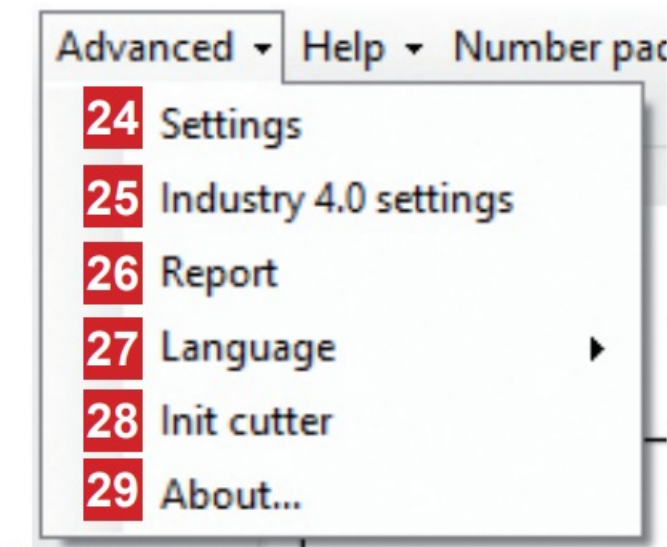 Advanced Help Number pad
24 Settings
25 Industry 4.0 settings
26 Report
27 Language
28 Init cutter
29 About...